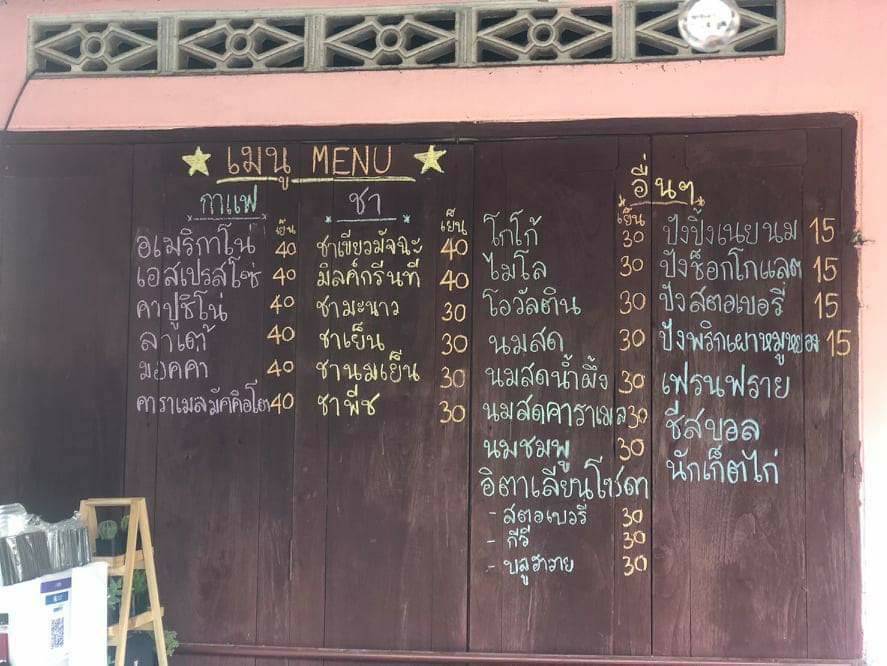 เมนู MENU
กาแฟ
เย็น
อเมริกาโน่ 40
เอสเปรสโซ่ 40
คาปูชิโน่ 40
ลาเต้ 40
มอคค่า 40
คาราเมลมัคคิอโต 40
ชา
เย็น
ชาเขียวมัจฉะ 40
มิลค์กรีนที 40
ชามะนาว 30
ชาเย็น 30
ชานมเย็น 30
ชาพีช 30
อื่นๆ
เย็น
โกโก้ 30
ไมโล 30
โอวัลติน 30
นมสด 30
นมสดน้ำผึ้ง 30
นมสดคาราเมล 30
นมชมพู 30
อิตาเลียนโซดา
- สตอเบอรี่ 30
- กีวี 30
- บลูฮาวาย 30
ปังปิ้งเนยนม 15
ปังช็อกโกแลต 15
ปังสตอเบอรี่ 15
ปังพริกเผาหมูหยอง 15
เฟรนฟราย
ชีสบอล
นักเก็ตไก่